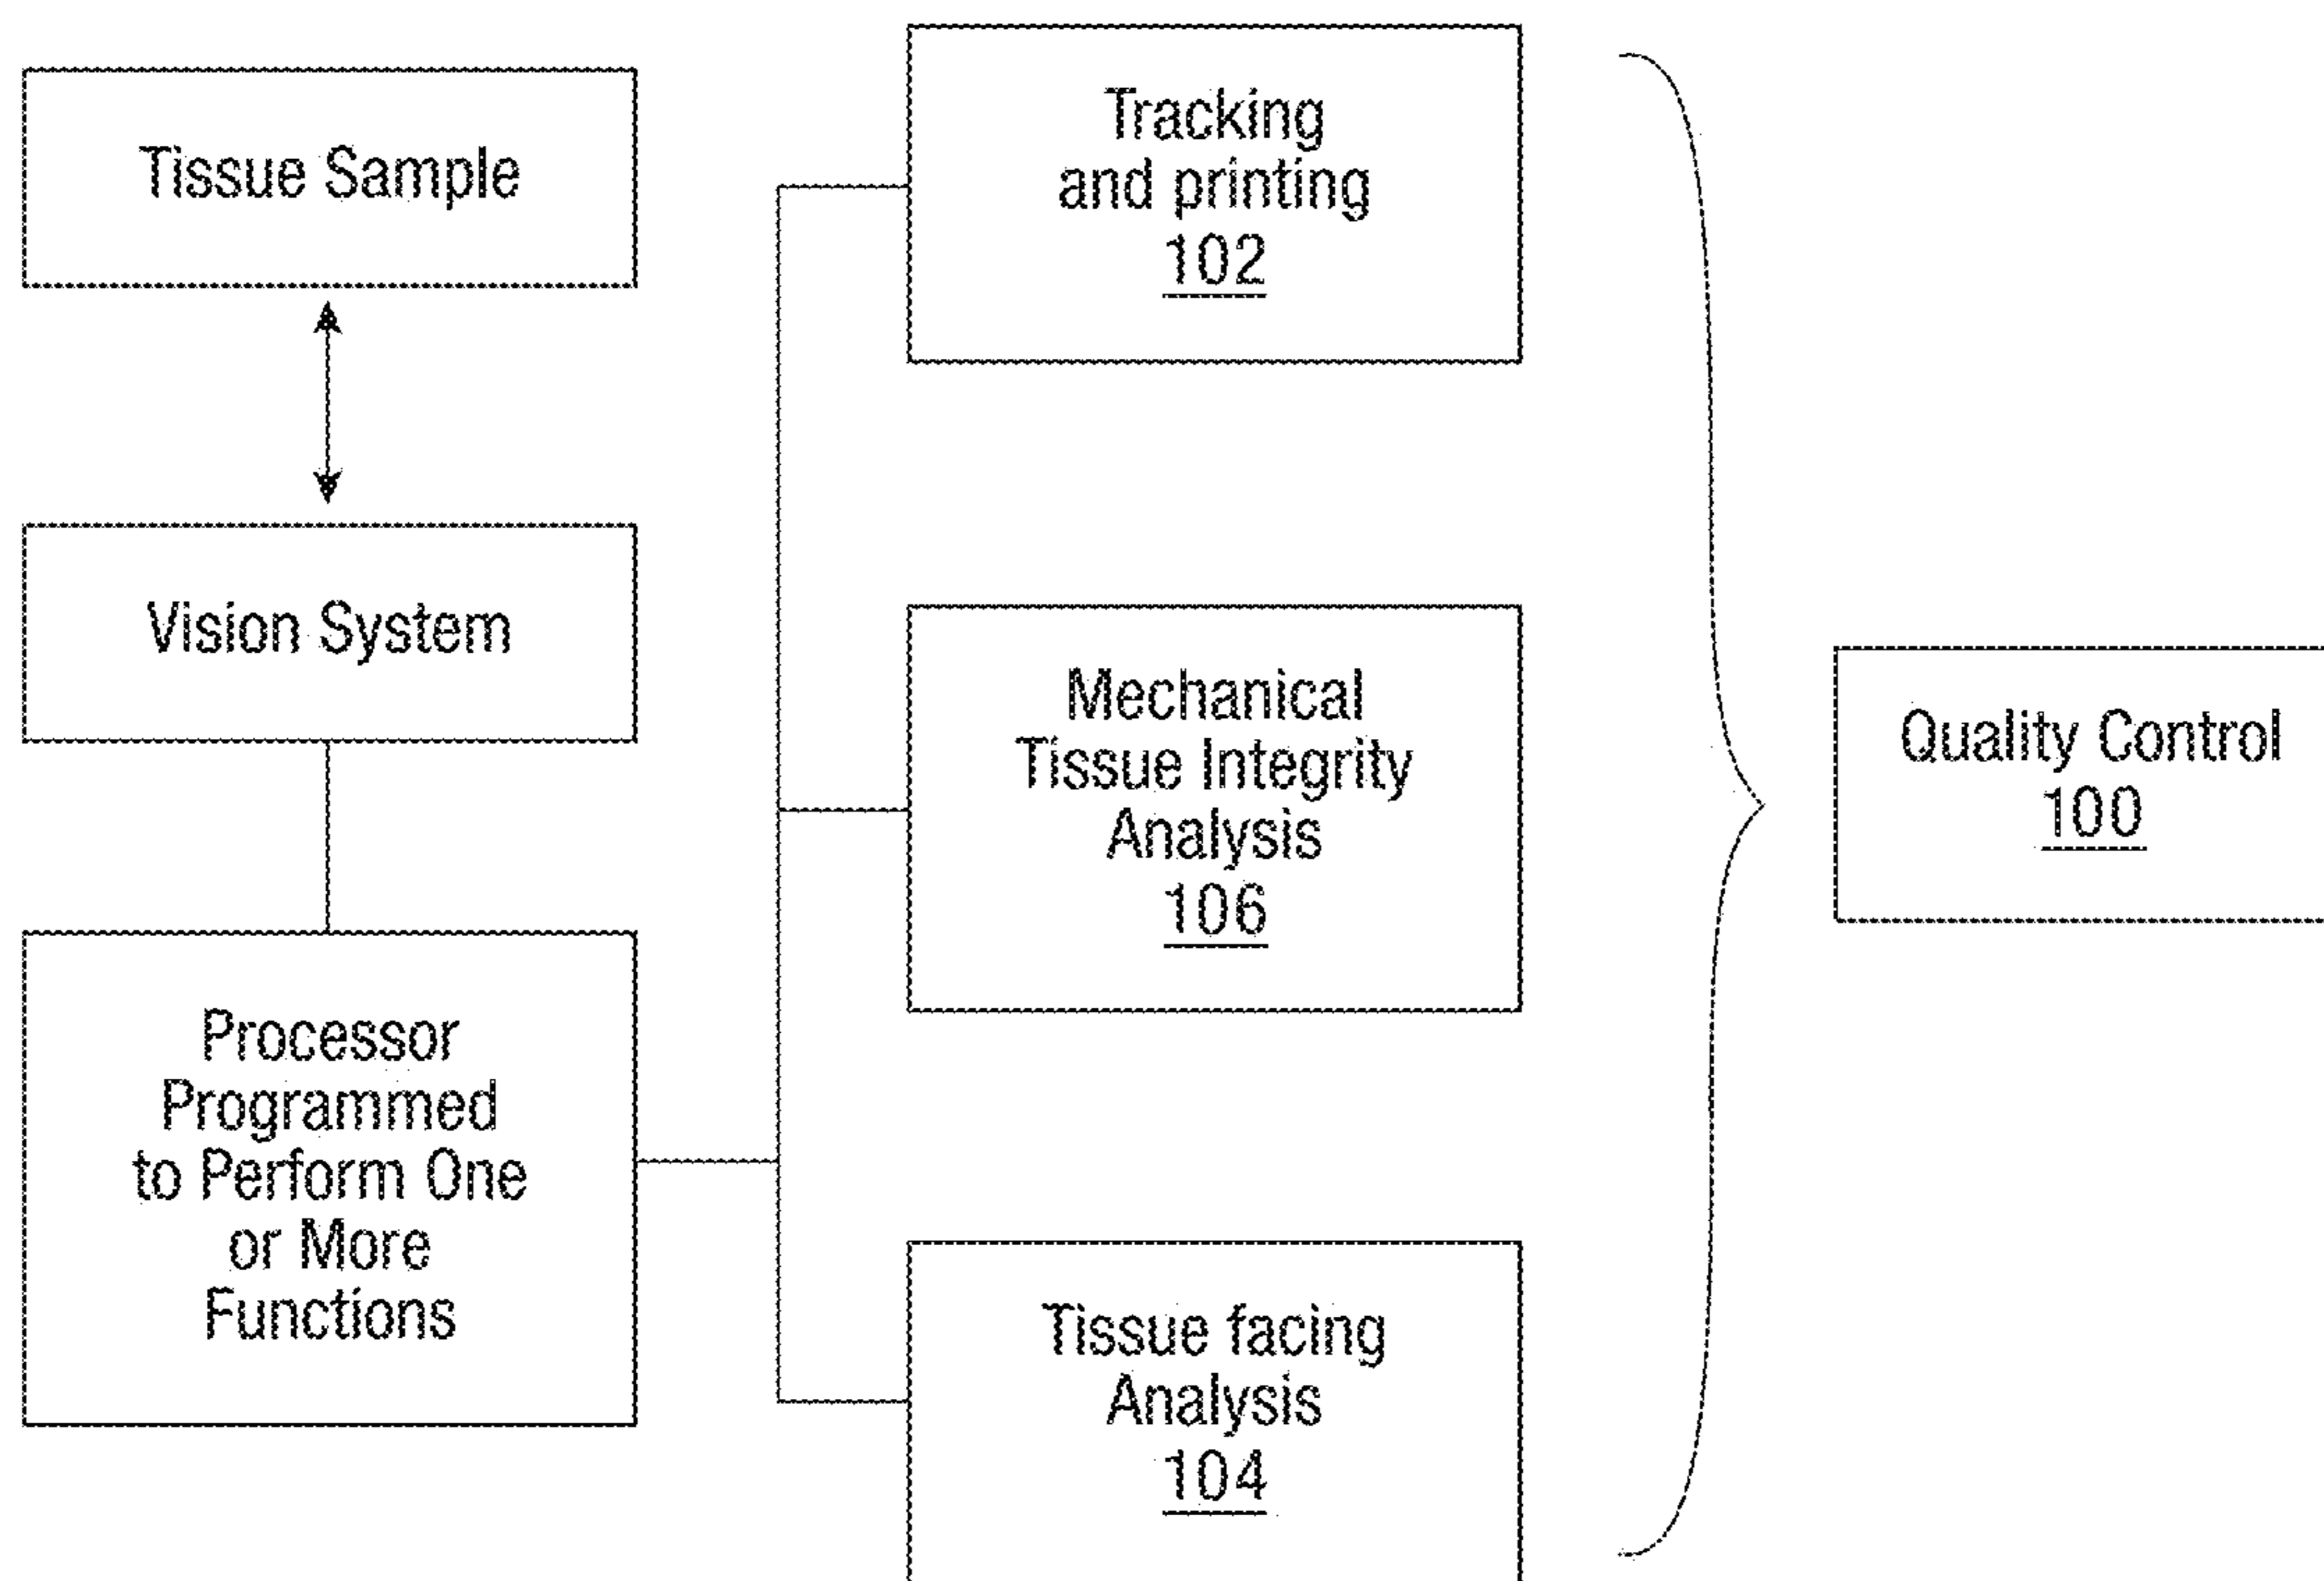 Tissue Sample
Vision System
Processor
Programmed
to Perform One
or More
Functions
Tracking
and printing
102
Mechanical
Tissue Integrity
Analysis
106
Tissue facing
Analysis
104
Quality Control
100